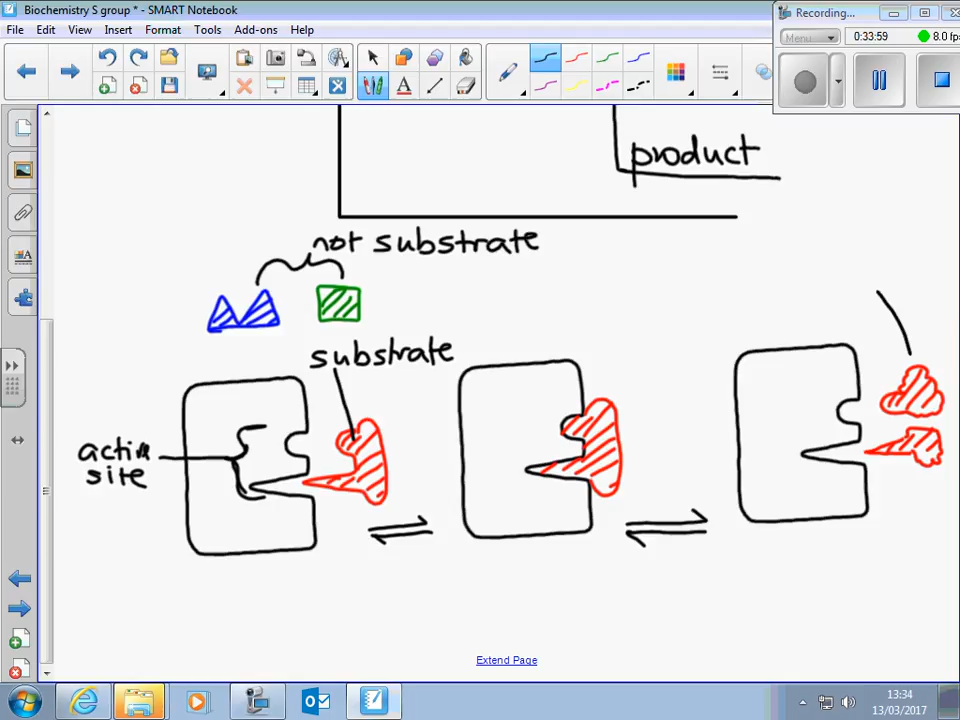 Biochemistry S group * - SMART Notebook
Recording...
File Edit View Insert Format Tools Add-ons Help
Menu
0:33:59
8.0 fp
A
product
not substrate
substrate
active
site
Extend Page
13:34
13/03/2017